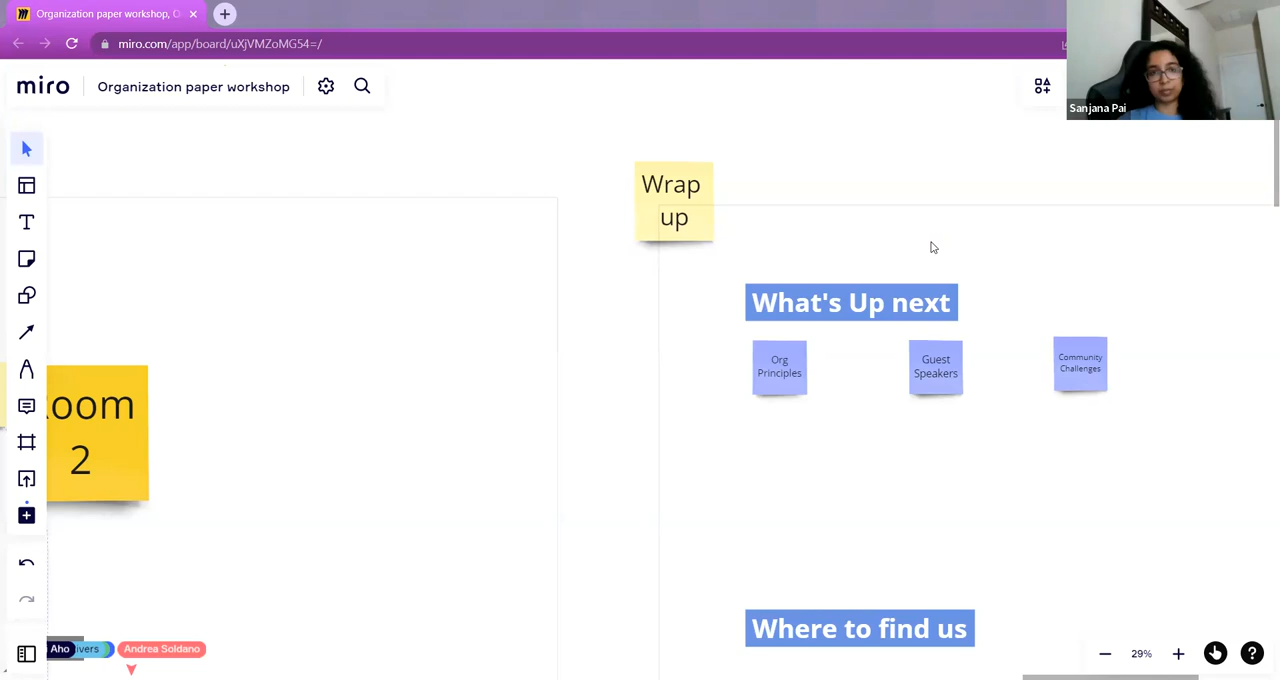 Organization paper workshop, O
miro.com/app/board/uXjVMZoMG54=/
miro
Organization paper workshop
Sanjana Pai
Wrap
up
What's Up next
Org
Principles
Guest
Speakers
Community
Challenges
oom
2
Where to find us
Aho
ivers
Andrea Soldano
29%
?